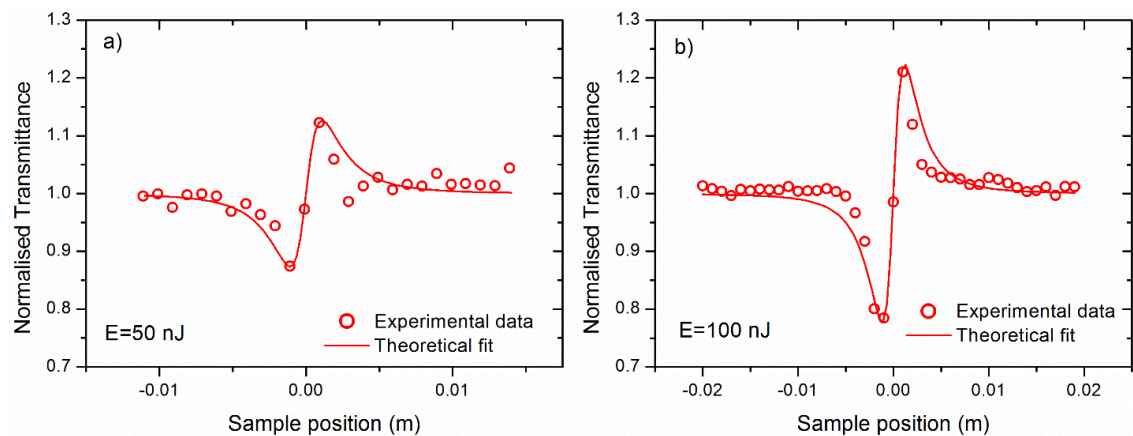 a)
1.3
1.2
1.1
1.0
0.9
0.8
0.7
Normalised Transmittance
E=50 nJ
Experimental data
Theoretical fit
-0.01
0.00
0.01
Sample position (m)
b)
1.3
1.2
1.1
1.0
0.9
0.8
0.7
Normalised Transmittance
E=100 nJ
Experimental data
Theoretical fit
-0.02
-0.01
0.00
0.01
0.02
Sample position (m)